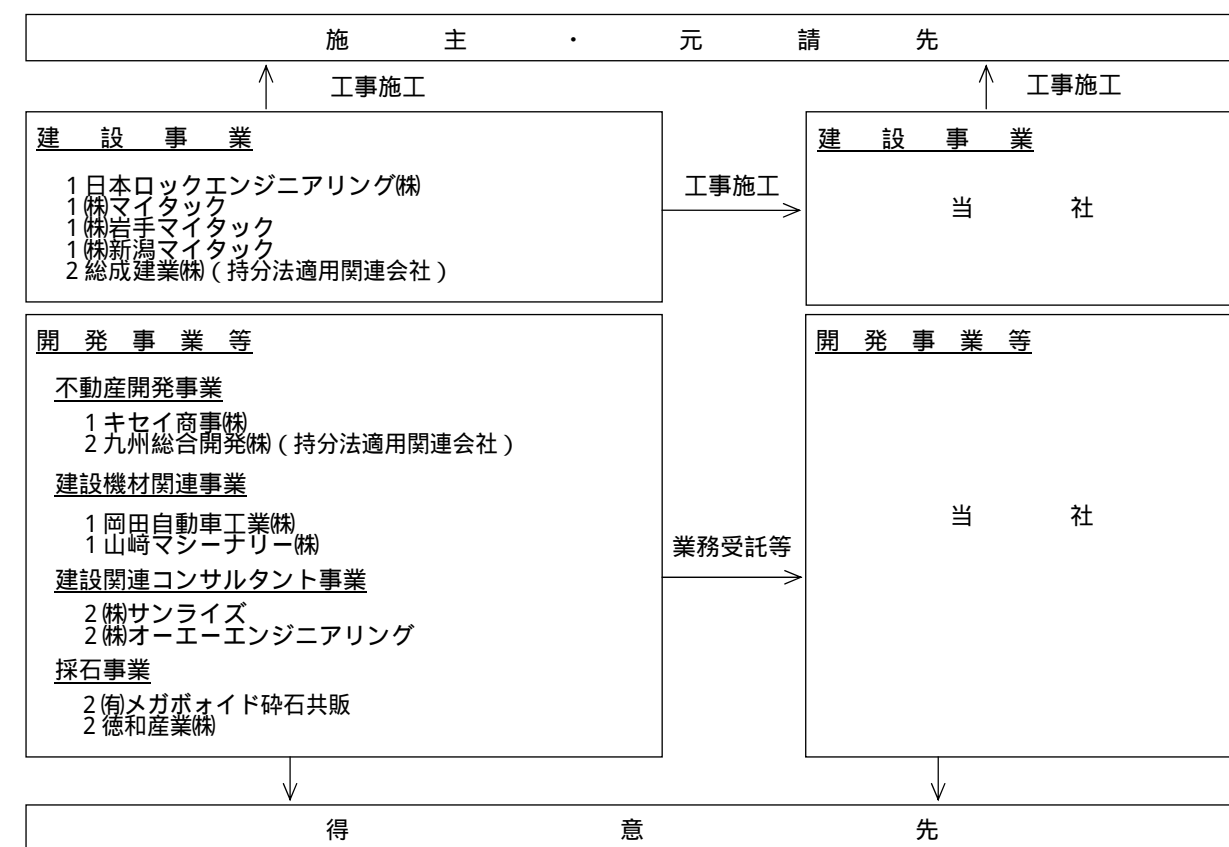 施主・元請先
工事施工
工事施工
建設事業
1日本ロックエンジニアリング㈱
1㈱マイタック
1㈱岩手マイタック
1㈱新潟マイタック
2総成建業㈱(持分法適用関連会社)
工事施工
建設事業
当社
開発事業等
不動産開発事業
1キセイ商事㈱
2九州総合開発㈱(持分法適用関連会社)
建設機材関連事業
1岡田自動車工業㈱
1山﨑マシーナリー㈱
建設関連コンサルタント事業
2㈱サンライズ
2㈱オーエーエンジニアリング
採石事業
2㈲メガボォイド砕石共販
2徳和産業㈱
業務受託等
開発事業等
当社
得意先